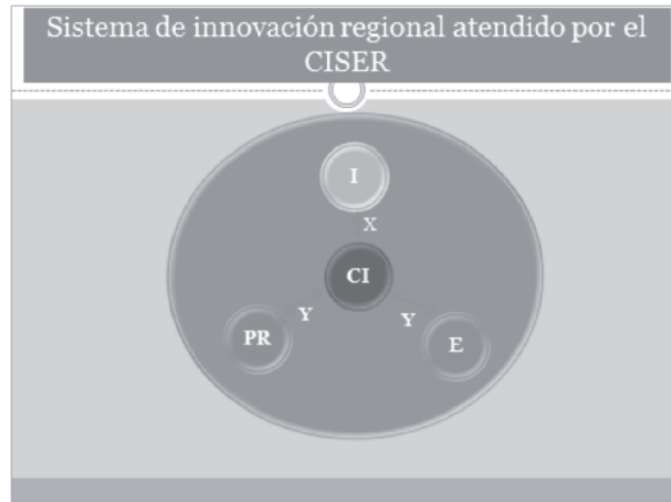 Sistema de innovación regional atendido por el
CISER
I
X
CI
Y
Y
PR
E